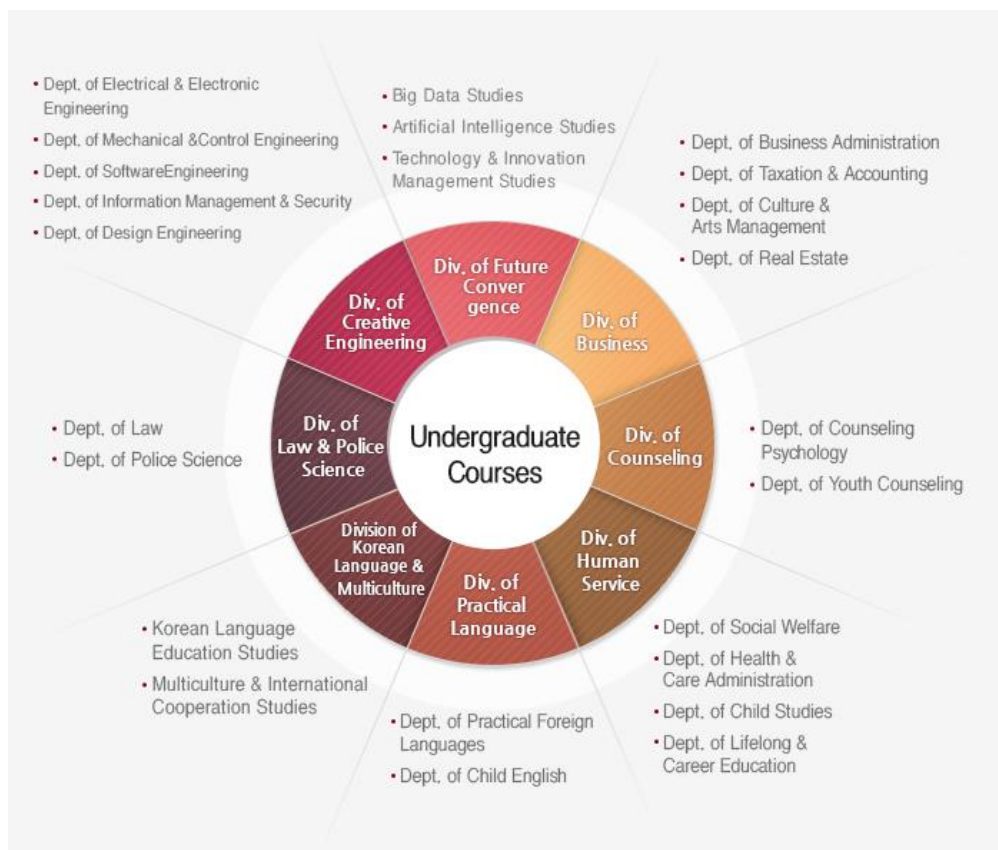 • Dept. of Electrical & Electronic
Engineering
• Dept. of Mechanical &Control Engineering
• Dept. of SoftwareEngineering
• Dept. of Information Management & Security
• Dept. of Design Engineering
• Big Data Studies
• Artificial Intelligence Studies
• Technology & Innovation
Management Studies
• Dept. of Business Administration
• Dept. of Taxation & Accounting
• Dept. of Culture &
Arts Management
• Dept. of Real Estate
Div. of Future
Conver
gence
Div. of
Creative
Engineering
Div. of
Business
• Dept. of Law
• Dept. of Police Science
Div. of
Law & Police
Science
Undergraduate
Courses
Div. of
Counseling
• Dept. of Counseling
Psychology
• Dept. of Youth Counseling
Division of
Korean
Language &
Multiculture
Div. of
Practical
Language
Div. of
Human
Service
• Korean Language
Education Studies
• Multiculture & International
Cooperation Studies
• Dept. of Practical Foreign
Languages
• Dept. of Child English
• Dept. of Social Welfare
• Dept. of Health &
Care Administration
• Dept. of Child Studies
• Dept. of Lifelong &
Career Education